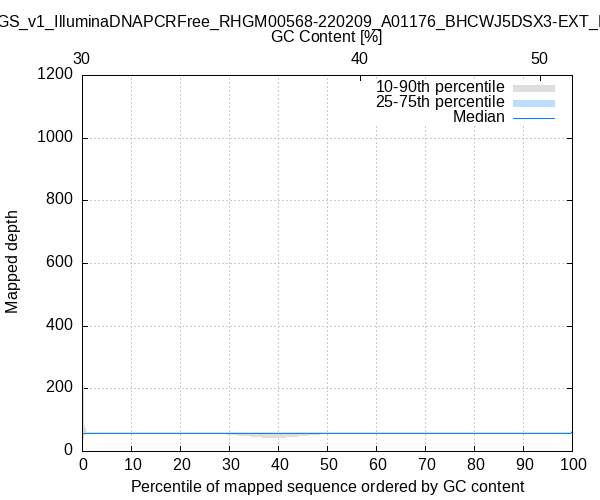 GS_v1_IlluminaDNAPCRFree_RHGM00568-220209_A01176_BHCWJ5DSX3-EXT_
GC Content [%]
30 40 50
1200
10-90th percentile
25-75th percentile
Median
1000
800
600
400
200
0
Mapped depth
0 10 20 30 40 50 60 70 80 90 100
Percentile of mapped sequence ordered by GC content